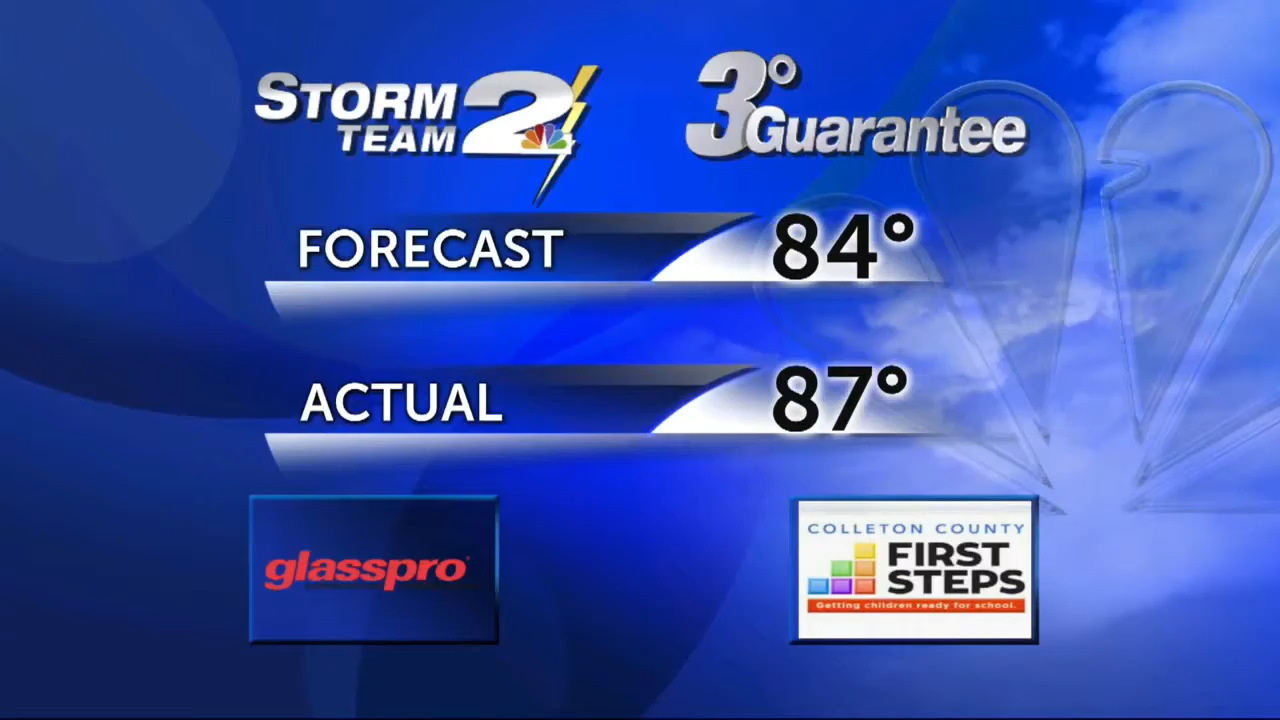 STORM
TEAM 2
3° Guarantee
FORECAST 84°
ACTUAL 87°
glasspro
COLLETON COUNTY
FIRST
STEPS
Getting children ready for school.